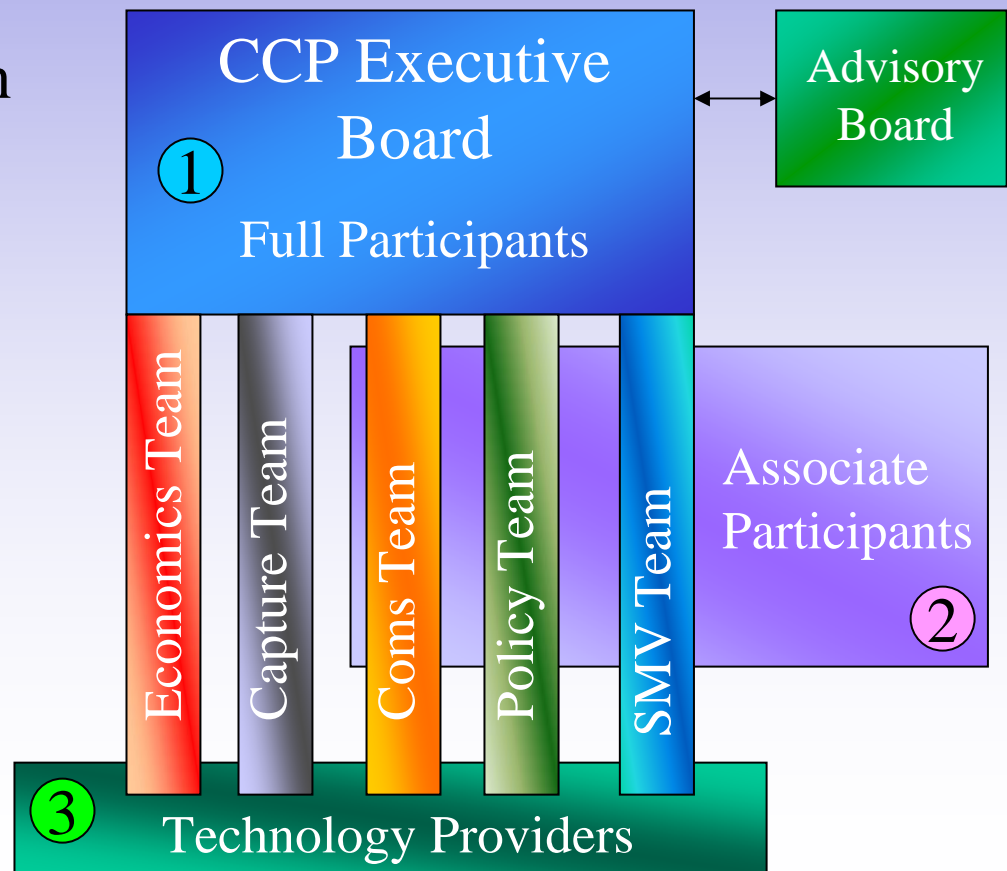 n
CCP Executive
Board
1
Full Participants
Advisory
Board
Economics Team
Capture Team
Coms Team
Policy Team
SMV Team
Associate
Participants
2
3
Technology Providers